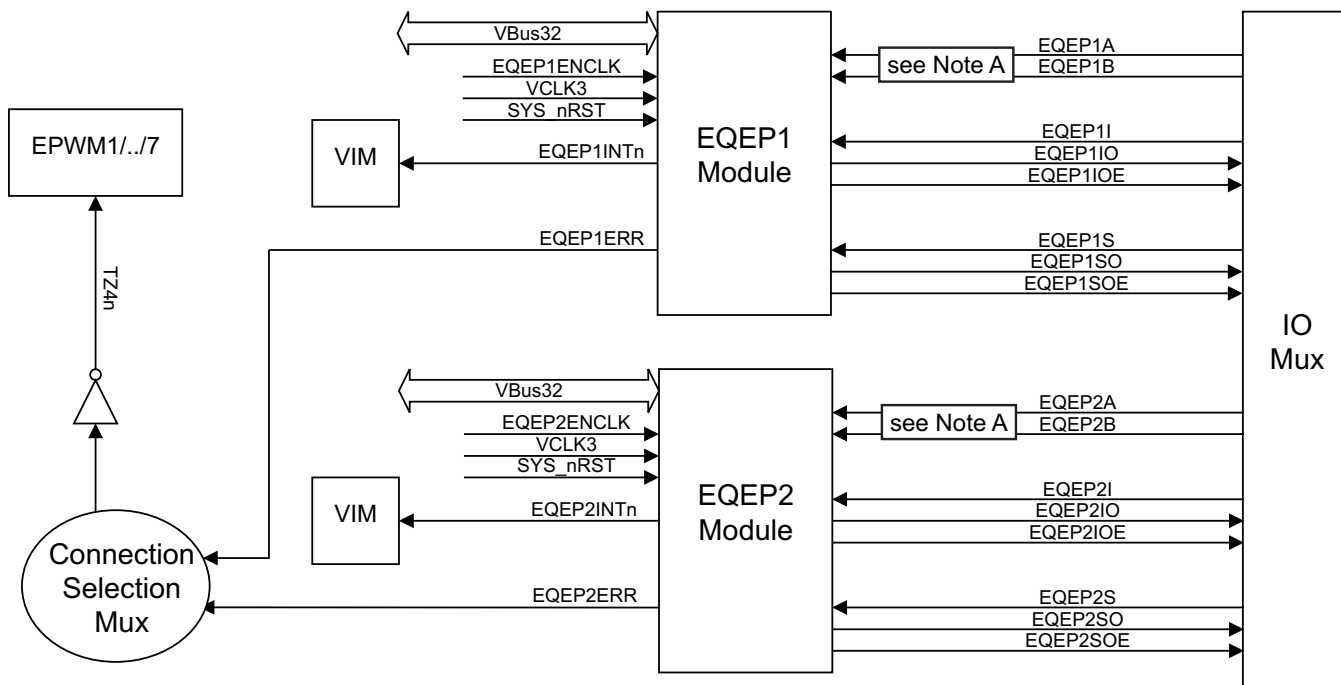 VBus32
EQEP1ENCLK
VCLK3
SYS_nRST
EQEP1INTn
EQEP1ERR
EPWM1/../7
VIM
TZ4n
EQEP1
Module
see Note A
EQEP1A
EQEP1B
EQEP1I
EQEP1IO
EQEP1IOE
EQEP1S
EQEP1SO
EQEP1SOE
IO
Mux
VBus32
EQEP2ENCLK
VCLK3
SYS_nRST
EQEP2INTn
EQEP2ERR
VIM
Connection
Selection
Mux
EQEP2
Module
see Note A
EQEP2A
EQEP2B
EQEP2I
EQEP2IO
EQEP2IOE
EQEP2S
EQEP2SO
EQEP2SOE